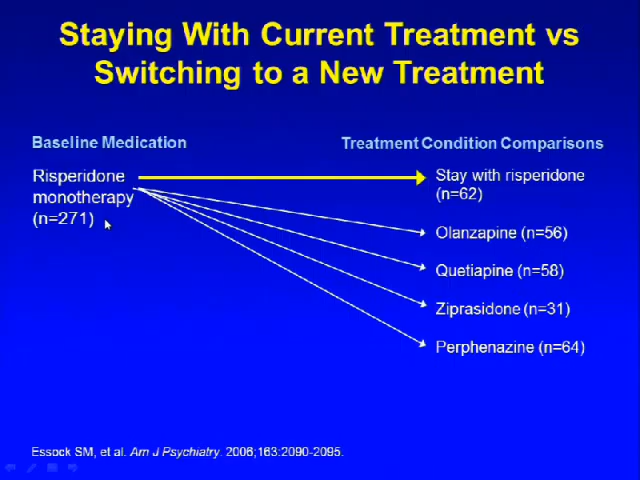 Staying With Current Treatment vs
Switching to a New Treatment
Baseline Medication
Treatment Condition Comparisons
Risperidone
monotherapy
(n=271)
Stay with risperidone
(n=62)
Olanzapine (n=56)
Quetiapine (n=58)
Ziprasidone (n=31)
Perphenazine (n=64)
Essock SM, et al. Am J Psychiatry. 2006;163:2090-2095.